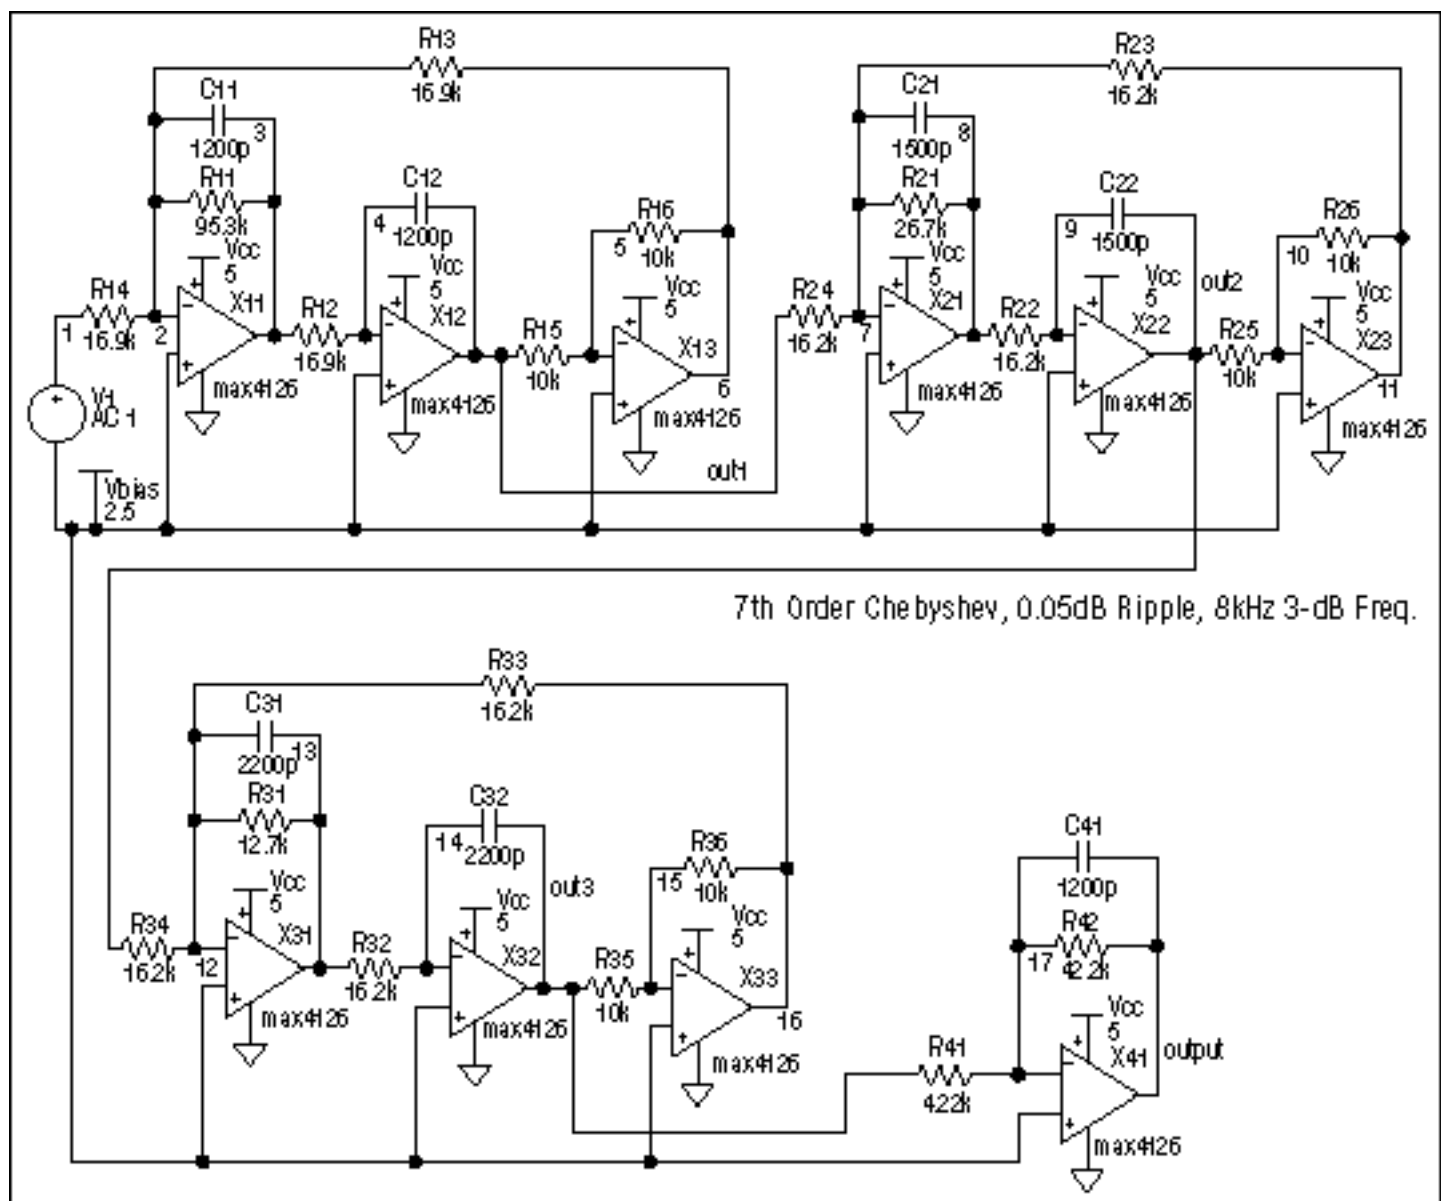 R13
16.9k
C11
3
1200p
R11
95.3k
Vcc
5
X11
R14
1
16.9k
2
max4126
V1
AC 1
Vbias
2.5
R12
16.9k
C12
4
1200p
Vcc
5
X12
max4126
R15
10k
R16
5
10k
Vcc
5
X13
6
max4126
out1
R23
16.2k
C21
8
1500p
R21
26.7k
Vcc
5
X21
R24
16.2k
7
max4126
R22
16.2k
C22
9
1500p
Vcc
5
X22
max4126
out2
R25
10k
R26
10
10k
Vcc
5
X23
11
max4126
7th Order Chebyshev, 0.05dB Ripple, 8kHz 3-dB Freq.
R33
16.2k
C31
13
2200p
R31
12.7k
Vcc
5
X31
R34
16.2k
12
max4126
R32
16.2k
C32
14
2200p
Vcc
5
X32
max4126
out3
R35
10k
R36
15
10k
Vcc
5
X33
16
max4126
C41
1200p
R42
17
42.2k
Vcc
5
X41
output
R41
42.2k
max4126